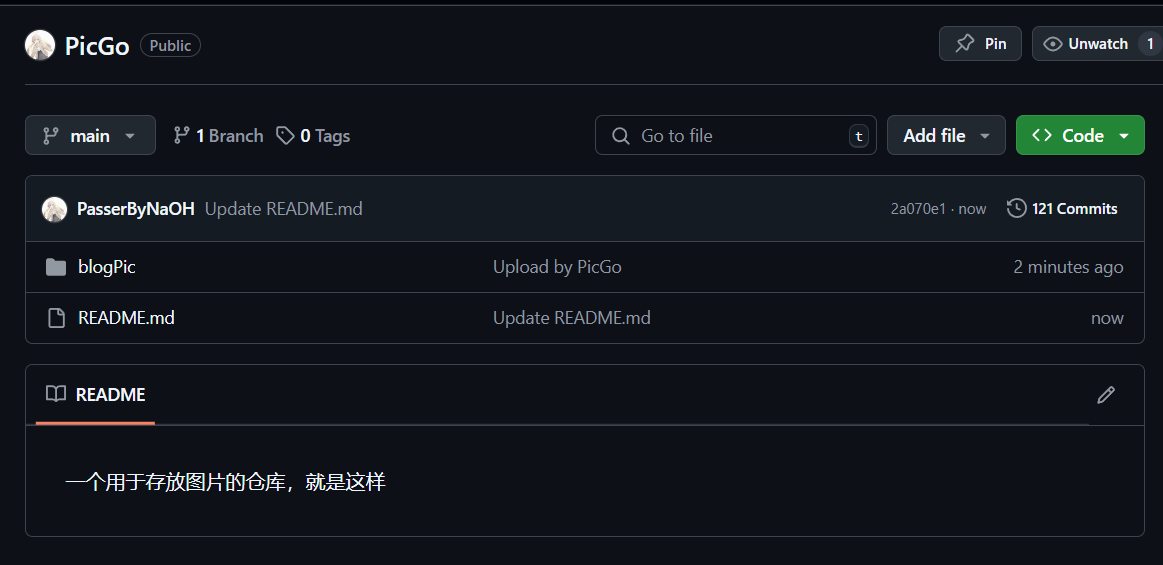 PicGo Public Pin Unwatch 1
main 1 Branch 0 Tags Go to file t Add file Code
PasserByNaOH Update README.md 2a070e1 · now 121 Commits
blogPic Upload by PicGo 2 minutes ago
README.md Update README.md now
README
一个用于存放图片的仓库，就是这样